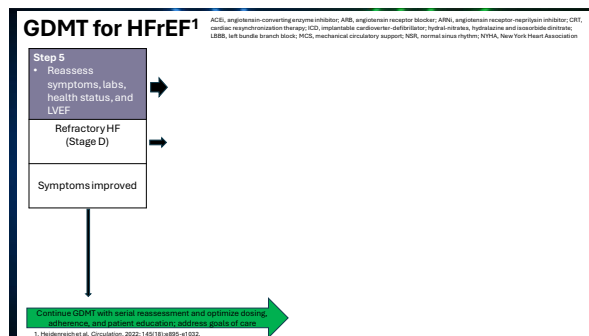 GDMT for HFrEF1
ACEi, angiotensin-converting enzyme inhibitor; ARB, angiotensin receptor blocker; ARNi, angiotensin receptor-neprilysin inhibitor; CRT,
cardiac resynchronization therapy; ICD, implantable cardioverter-defibrillator; hydral-nitrates, hydralazine and isosorbide dinitrate;
LBBB, left bundle branch block; MCS, mechanical circulatory support; NSR, normal sinus rhythm; NYHA, New York Heart Association
Step 5
• Reassess
symptoms, labs,
health status, and
LVEF
Refractory HF
(Stage D)
Symptoms improved
Continue GDMT with serial reassessment and optimize dosing,
adherence, and patient education; address goals of care
1. Heidenreich et al. Circulation. 2022; 145(18):e895-e1032.